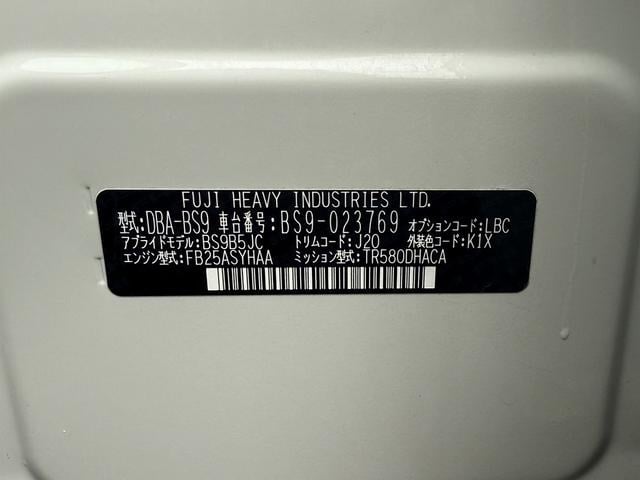 FUJI HEAVY INDUSTRIES LTD.
型式:DBA-BS9 車台番号:BS9-023769 オプションコード:LBC
アプライドモデル:BS9B5JC トリムコード:J20 外装色コード:K1X
エンジン型式:FB25ASYHAA ミッション型式:TR580DHACA